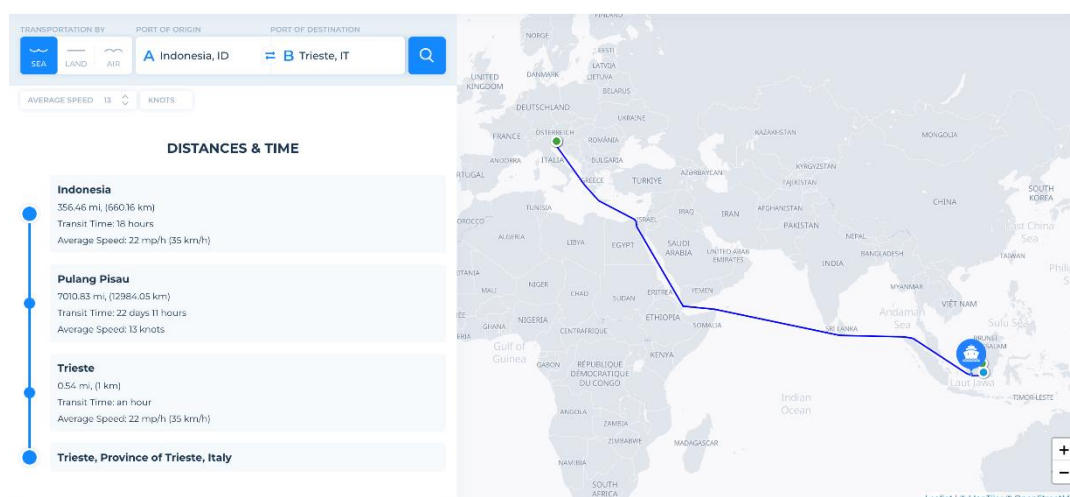 TRANSPORTATION BY
PORT OF ORIGIN
PORT OF DESTINATION
SEA
LAND
AIR
A Indonesia, ID
B Trieste, IT
AVERAGE SPEED 13
KNOTS
DISTANCES & TIME
Indonesia
356.46 mi, (660.16 km)
Transit Time: 18 hours
Average Speed: 22 mp/h (35 km/h)
Pulang Pisau
7010.83 mi, (12984.05 km)
Transit Time: 22 days 11 hours
Average Speed: 13 knots
Trieste
0.54 mi, (1 km)
Transit Time: an hour
Average Speed: 22 mp/h (35 km/h)
Trieste, Province of Trieste, Italy
NORGE
EESTI
LATVIJA
LIETUVA
DANMARK
UNITED
KINGDOM
BELARUS
DEUTSCHLAND
UKRAINE
FRANCE
ÖSTERREICH
ROMÂNIA
KAZAKHSTAN
MONGOLIA
ANDORRA
ITALIA
BULGARIA
AZƏRBAYCAN
KYRGYZSTAN
TAJIKISTAN
GREECE
TÜRKIYE
SOUTH
KOREA
TUNISIA
ISRAEL
IRAQ
IRAN
AFGHANISTAN
CHINA
PAKISTAN
ALGERIA
LIBYA
EGYPT
SAUDI
ARABIA
UNITED ARAB
EMIRATES
NEPAL
BANGLADESH
INDIA
East China
Sea
TAIWAN
MALI
NIGER
CHAD
SUDAN
ERITREA
YEMEN
MYANMAR
VIỆT NAM
GHANA
NIGERIA
CENTRAFRIQUE
ETHIOPIA
SOMALIA
SRI LANKA
Andaman
Sea
Sulu Sea
BRUNEI
Gulf of
Guinea
GABON
RÉPUBLIQUE
DÉMOCRATIQUE
DU CONGO
KENYA
Laut Jawa
TIMOR-LESTE
Indian
Ocean
ANGOLA
ZAMBIA
ZIMBABWE
MADAGASCAR
NAMIBIA
SOUTH
AFRICA
+
−